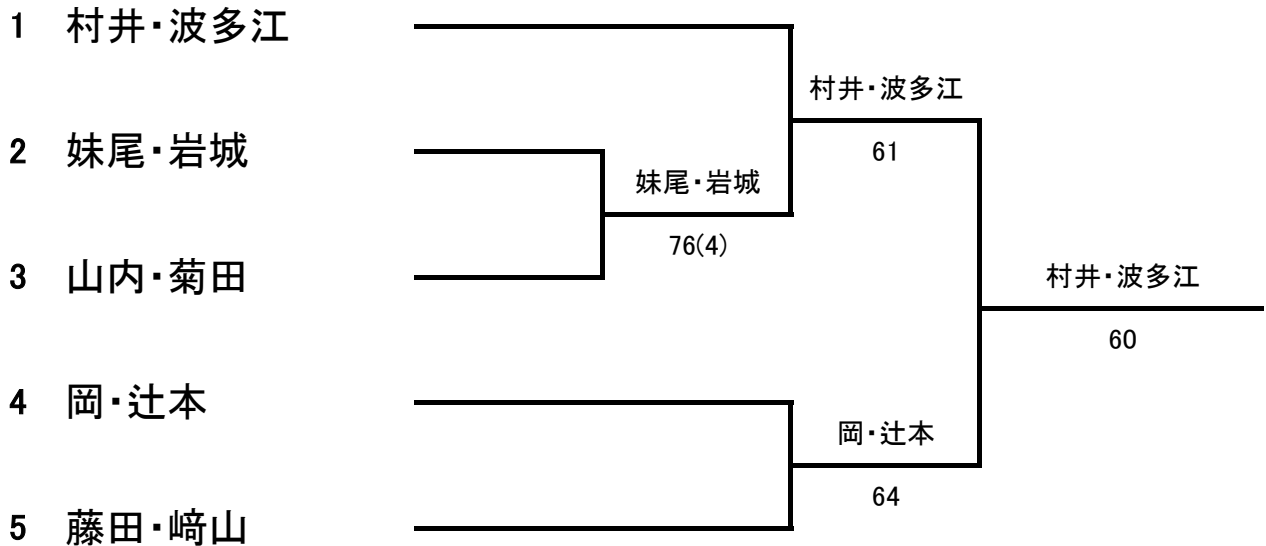 1 村井・波多江
村井・波多江
2 妹尾・岩城
61
妹尾・岩城
76(4)
3 山内・菊田
村井・波多江
60
4 岡・辻本
岡・辻本
64
5 藤田・﨑山